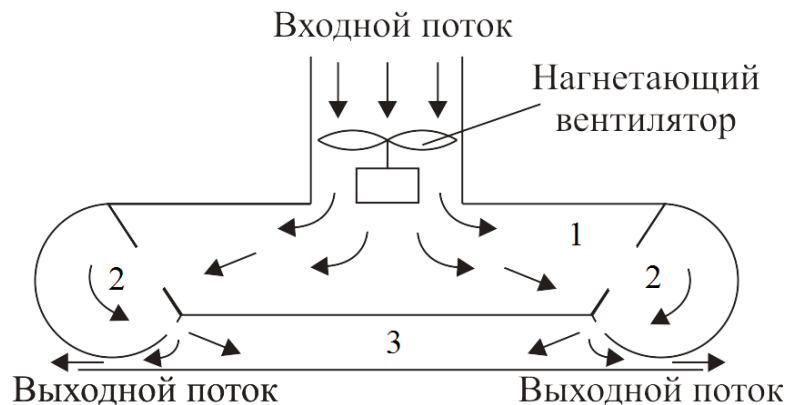 Входной поток
Нагнетающий
вентилятор
1
2
2
3
Выходной поток
Выходной поток